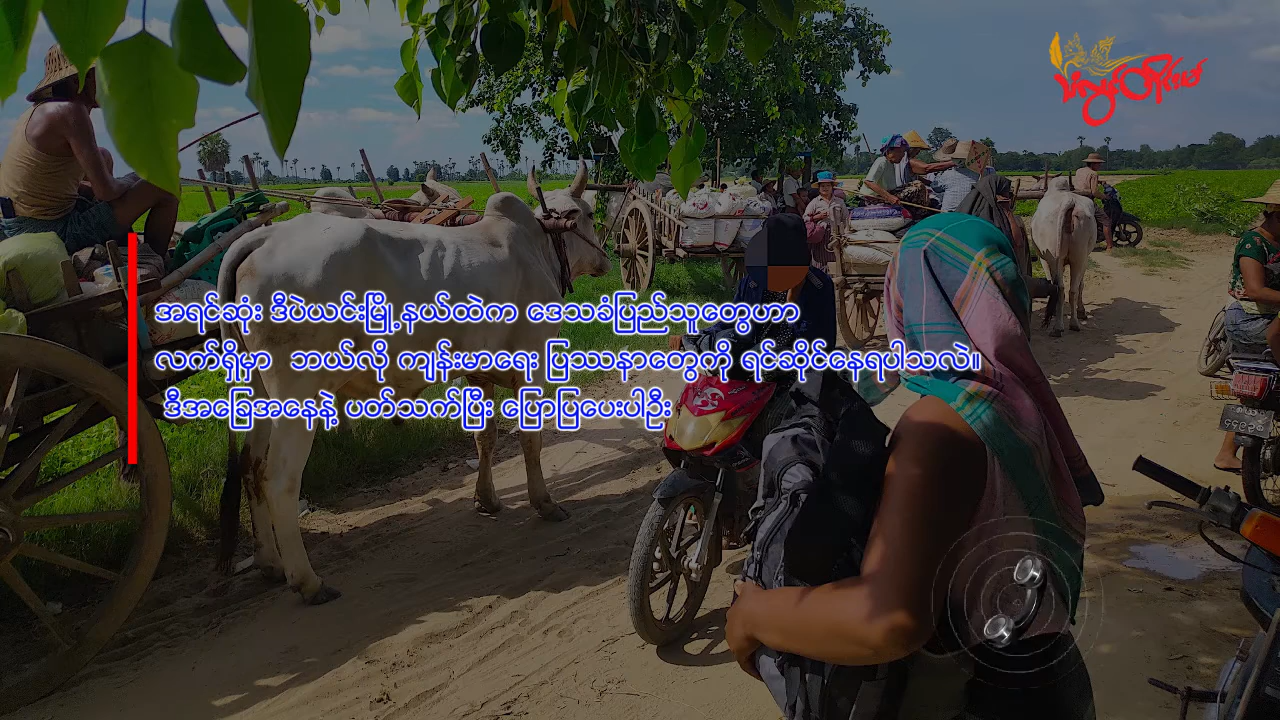 အရင်ဆုံး ဒီပဲယင်းမြို့နယ်ထဲက ဒေသခံပြည်သူတွေဟာ
လက်ရှိမှာ ဘယ်လို ကျန်းမာရေး ပြဿနာတွေကို ရင်ဆိုင်နေရပါသလဲ။
ဒီအခြေအနေနဲ့ ပတ်သက်ပြီး ပြောပြပေးပါဦး